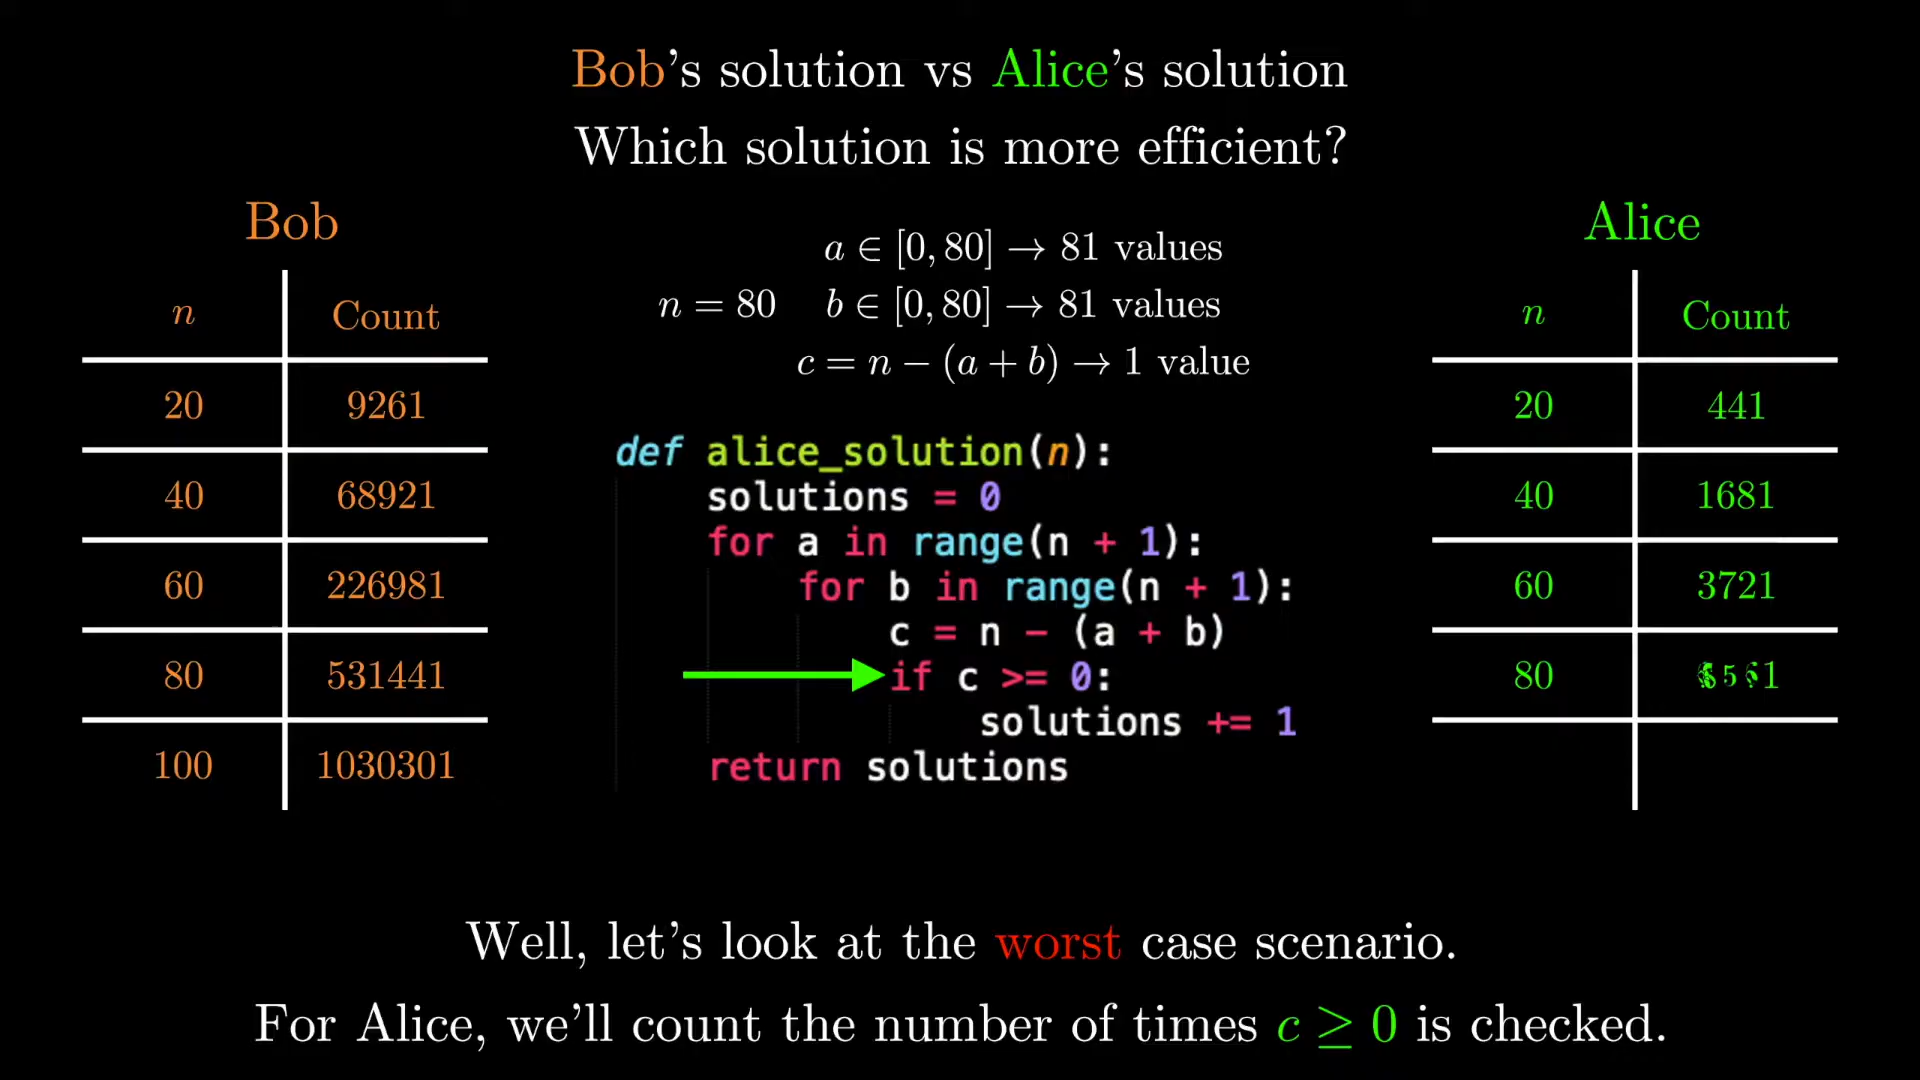 Bob's solution vs Alice's solution
Which solution is more efficient?
Bob
n Count
20 9261
40 68921
60 226981
80 531441
100 1030301
a ∈ [0, 80] → 81 values
n = 80 b ∈ [0, 80] → 81 values
c = n − (a + b) → 1 value
def alice_solution(n):
solutions = 0
for a in range(n + 1):
for b in range(n + 1):
c = n - (a + b)
if c >= 0:
solutions += 1
return solutions
Alice
n Count
20 441
40 1681
60 3721
80
Well, let's look at the worst case scenario.
For Alice, we'll count the number of times c ≥ 0 is checked.